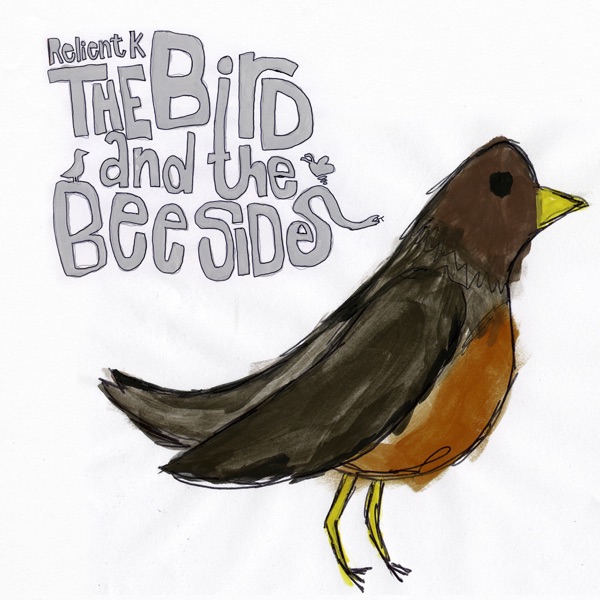 Relient K
THE BirD
and the
Bee SiDes